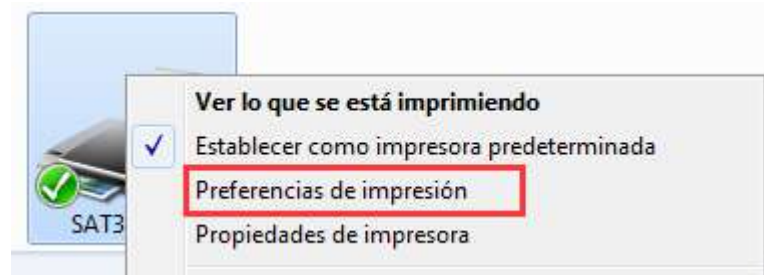 Ver lo que se está imprimiendo
Establecer como impresora predeterminada
Preferencias de impresión
SAT3
Propiedades de impresora